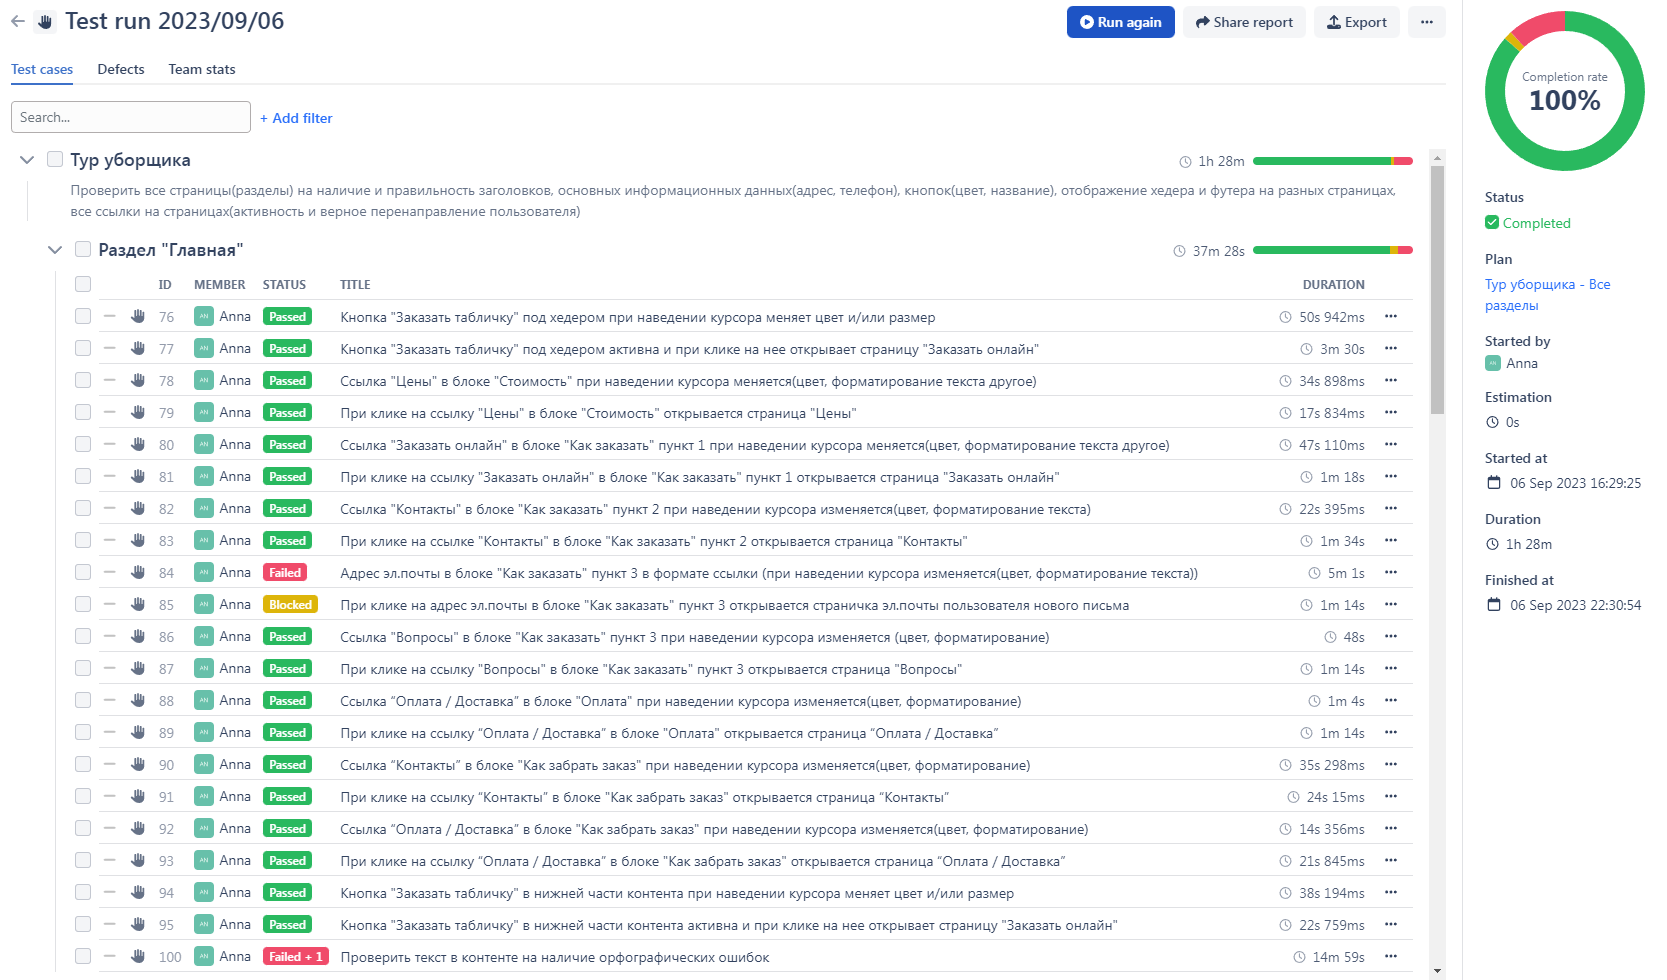 Test run 2023/09/06
Run again
Share report
Export
Test cases Defects Team stats
Search...
+ Add filter
Тур уборщика 1h 28m
Проверить все страницы(разделы) на наличие и правильность заголовков, основных информационных данных(адрес, телефон), кнопок(цвет, название), отображение хедера и футера на разных страницах,
все ссылки на страницах(активность и верное перенаправление пользователя)
Раздел "Главная" 37m 28s
ID MEMBER STATUS TITLE DURATION
76 AN Anna Passed Кнопка "Заказать табличку" под хедером при наведении курсора меняет цвет и/или размер 50s 942ms
77 AN Anna Passed Кнопка "Заказать табличку" под хедером активна и при клике на нее открывает страницу "Заказать онлайн" 3m 30s
78 AN Anna Passed Ссылка "Цены" в блоке "Стоимость" при наведении курсора меняется(цвет, форматирование текста другое) 34s 898ms
79 AN Anna Passed При клике на ссылку "Цены" в блоке "Стоимость" открывается страница "Цены" 17s 834ms
80 AN Anna Passed Ссылка "Заказать онлайн" в блоке "Как заказать" пункт 1 при наведении курсора меняется(цвет, форматирование текста другое) 47s 110ms
81 AN Anna Passed При клике на ссылку "Заказать онлайн" в блоке "Как заказать" пункт 1 открывается страница "Заказать онлайн" 1m 18s
82 AN Anna Passed Ссылка "Контакты" в блоке "Как заказать" пункт 2 при наведении курсора изменяется(цвет, форматирование текста) 22s 395ms
83 AN Anna Passed При клике на ссылке "Контакты" в блоке "Как заказать" пункт 2 открывается страница "Контакты" 1m 34s
84 AN Anna Failed Адрес эл.почты в блоке "Как заказать" пункт 3 в формате ссылки (при наведении курсора изменяется(цвет, форматирование текста)) 5m 1s
85 AN Anna Blocked При клике на адрес эл.почты в блоке "Как заказать" пункт 3 открывается страничка эл.почты пользователя нового письма 1m 14s
86 AN Anna Passed Ссылка "Вопросы" в блоке "Как заказать" пункт 3 при наведении курсора изменяется (цвет, форматирование) 48s
87 AN Anna Passed При клике на ссылку "Вопросы" в блоке "Как заказать" пункт 3 открывается страница "Вопросы" 1m 14s
88 AN Anna Passed Ссылка “Оплата / Доставка” в блоке "Оплата" при наведении курсора изменяется(цвет, форматирование) 1m 4s
89 AN Anna Passed При клике на ссылку “Оплата / Доставка” в блоке "Оплата" открывается страница “Оплата / Доставка” 1m 14s
90 AN Anna Passed Ссылка “Контакты” в блоке "Как забрать заказ" при наведении курсора изменяется(цвет, форматирование) 35s 298ms
91 AN Anna Passed При клике на ссылку “Контакты” в блоке "Как забрать заказ" открывается страница “Контакты” 24s 15ms
92 AN Anna Passed Ссылка “Оплата / Доставка” в блоке "Как забрать заказ" при наведении курсора изменяется(цвет, форматирование) 14s 356ms
93 AN Anna Passed При клике на ссылку “Оплата / Доставка” в блоке "Как забрать заказ" открывается страница “Оплата / Доставка” 21s 845ms
94 AN Anna Passed Кнопка "Заказать табличку" в нижней части контента при наведении курсора меняет цвет и/или размер 38s 194ms
95 AN Anna Passed Кнопка "Заказать табличку" в нижней части контента активна и при клике на нее открывает страницу "Заказать онлайн" 22s 759ms
100 AN Anna Failed + 1 Проверить текст в контенте на наличие орфографических ошибок 14m 59s
Completion rate
100%
Status
Completed
Plan
Тур уборщика - Все
разделы
Started by
AN Anna
Estimation
0s
Started at
06 Sep 2023 16:29:25
Duration
1h 28m
Finished at
06 Sep 2023 22:30:54